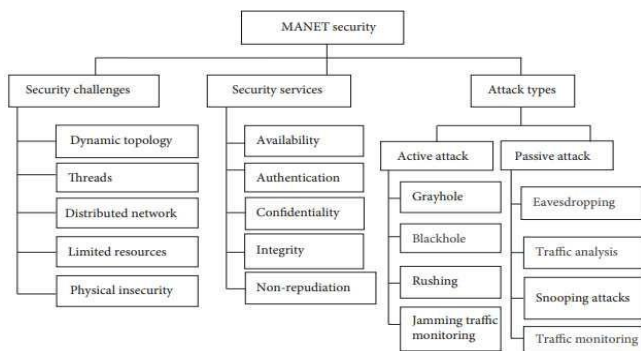 MANET security
Security challenges
Security services
Attack types
Dynamic topology
Threads
Distributed network
Limited resources
Physical insecurity
Availability
Authentication
Confidentiality
Integrity
Non-repudiation
Active attack
Passive attack
Grayhole
Blackhole
Rushing
Jamming traffic
monitoring
Eavesdropping
Traffic analysis
Snooping attacks
Traffic monitoring